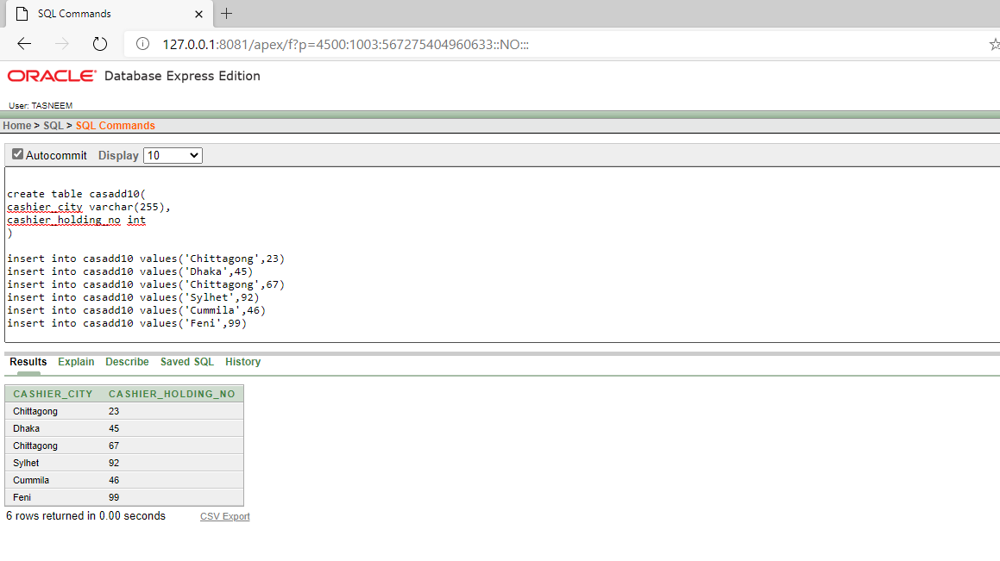 SQL Commands
127.0.0.1:8081/apex/f?p=4500:1003:567275404960633::NO:::
ORACLE Database Express Edition
User: TASNEEM
Home > SQL > SQL Commands
Autocommit Display 10
create table casadd10(
cashier_city varchar(255),
cashier_holding_no int
)
insert into casadd10 values('Chittagong',23)
insert into casadd10 values('Dhaka',45)
insert into casadd10 values('Chittagong',67)
insert into casadd10 values('Sylhet',92)
insert into casadd10 values('Cummila',46)
insert into casadd10 values('Feni',99)
Results Explain Describe Saved SQL History
CASHIER_CITY CASHIER_HOLDING_NO
Chittagong 23
Dhaka 45
Chittagong 67
Sylhet 92
Cummila 46
Feni 99
6 rows returned in 0.00 seconds CSV Export